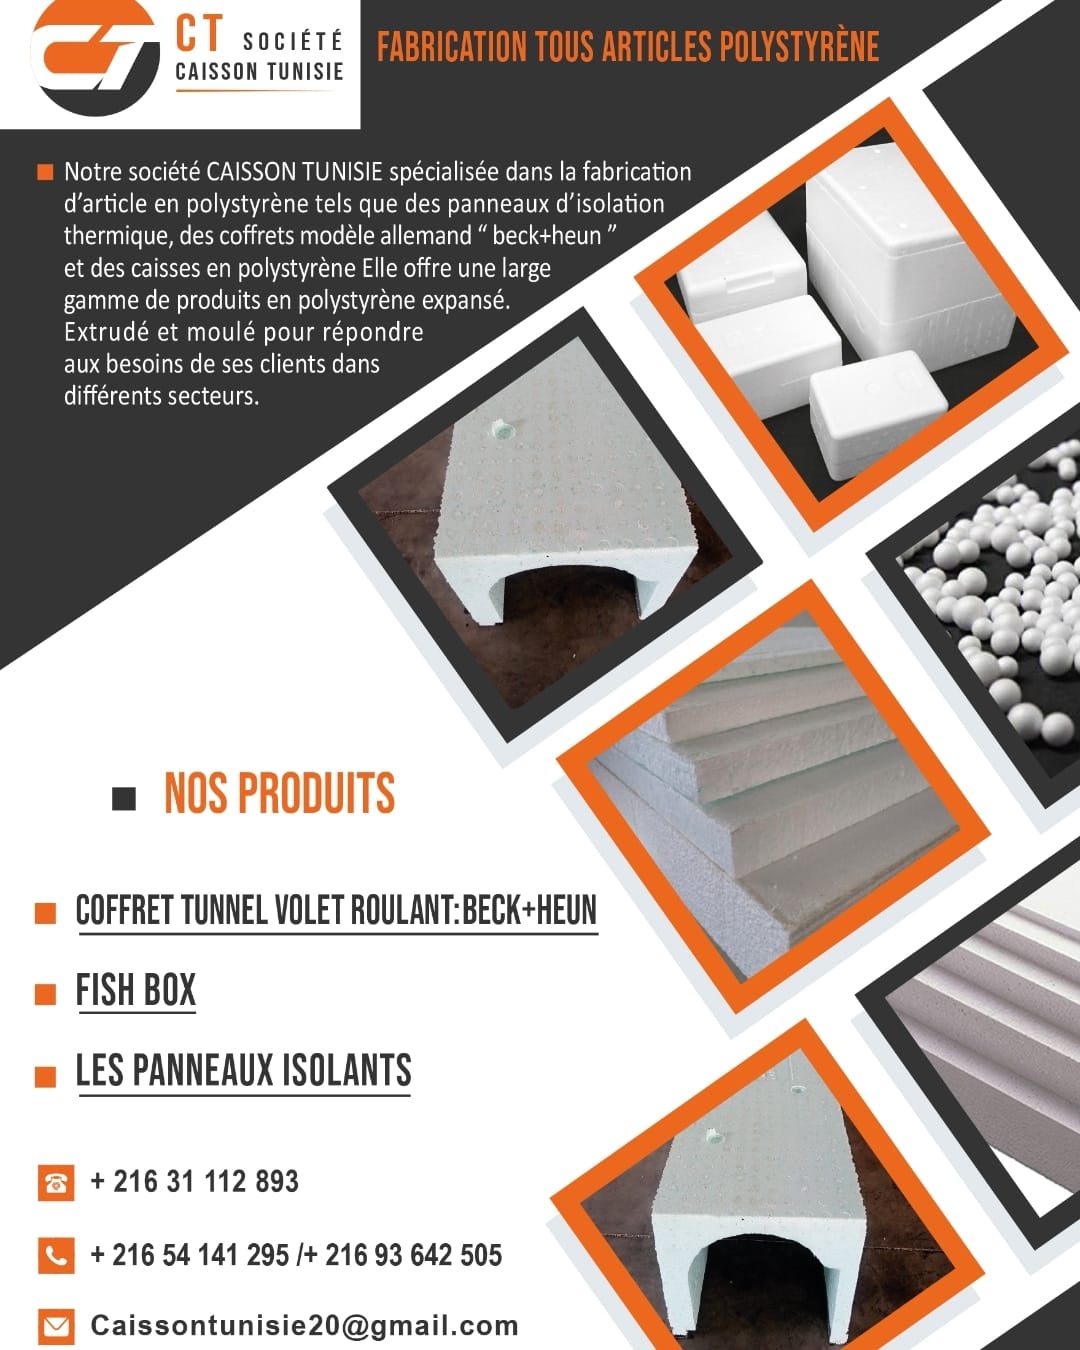 CT SOCIÉTÉ
CAISSON TUNISIE
FABRICATION TOUS ARTICLES POLYSTYRÈNE
Notre société CAISSON TUNISIE spécialisée dans la fabrication
d’article en polystyrène tels que des panneaux d’isolation
thermique, des coffrets modèle allemand “ beck+heun ”
et des caisses en polystyrène Elle offre une large
gamme de produits en polystyrène expansé.
Extrudé et moulé pour répondre
aux besoins de ses clients dans
différents secteurs.
NOS PRODUITS
COFFRET TUNNEL VOLET ROULANT:BECK+HEUN
FISH BOX
LES PANNEAUX ISOLANTS
+ 216 31 112 893
+ 216 54 141 295 /+ 216 93 642 505
Caissontunisie20@gmail.com